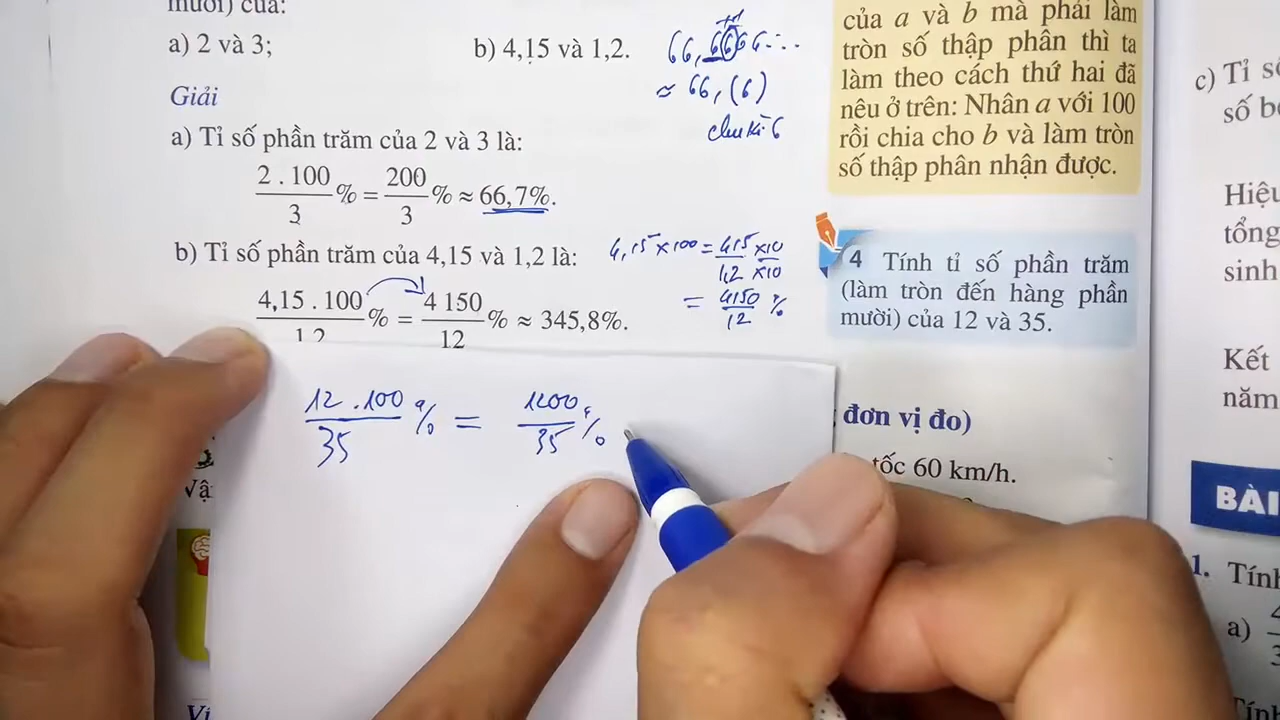 mười) của:
a) 2 và 3;
b) 4,15 và 1,2.
66,6666...
+1
≈ 66,(6)
chu kì 6
Giải
a) Tỉ số phần trăm của 2 và 3 là:
2 . 100 / 3 % = 200 / 3 % ≈ 66,7%.
b) Tỉ số phần trăm của 4,15 và 1,2 là:
4,15 . 100 / 1,2 % = 4 150 / 12 % ≈ 345,8%.
4,15 x 100 = 415 x10 / 1,2 x10
= 4150 / 12 %
12 . 100 / 35 % = 1200 / 35 %
Vậ
Ví
của a và b mà phải làm
tròn số thập phân thì ta
làm theo cách thứ hai đã
nêu ở trên: Nhân a với 100
rồi chia cho b và làm tròn
số thập phân nhận được.
4 Tính tỉ số phần trăm
(làm tròn đến hàng phần
mười) của 12 và 35.
đơn vị đo)
tốc 60 km/h.
c) Tỉ số
số b
Hiệu
tổng
sinh
Kết
năm
BÀI
1. Tính
a)
Tính